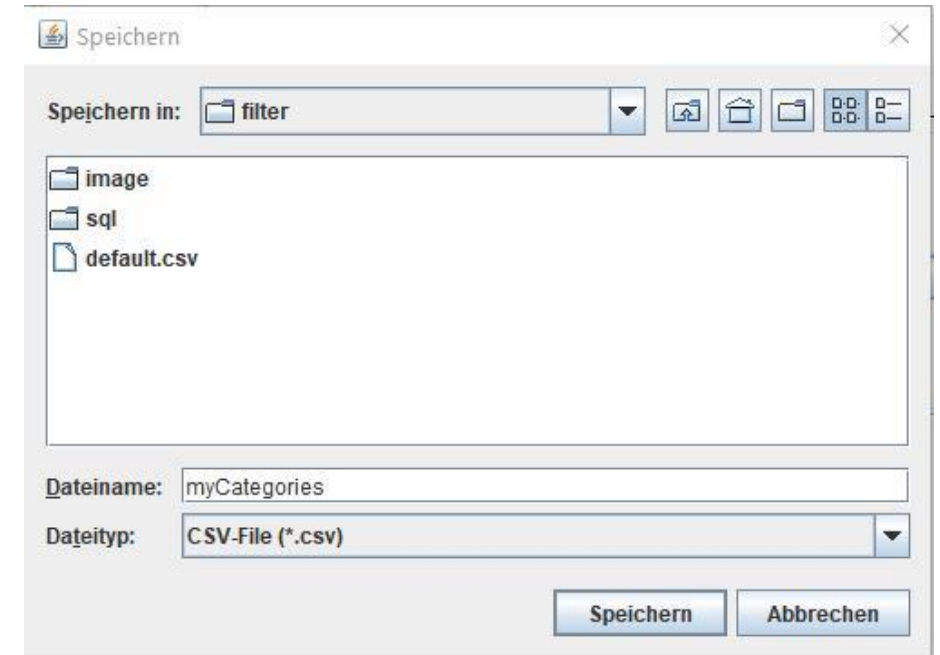 Speichern
Speichern in: filter
image
sql
default.csv
Dateiname: myCategories
Dateityp: CSV-File (*.csv)
Speichern Abbrechen